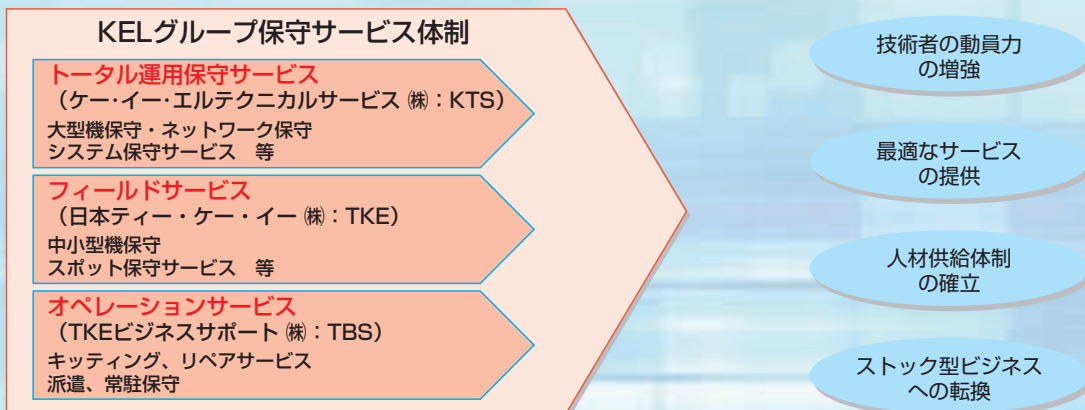 KELグループ保守サービス体制
トータル運用保守サービス
（ケー・イー・エルテクニカルサービス ㈱：KTS）
大型機保守・ネットワーク保守
システム保守サービス　等
フィールドサービス
（日本ティー・ケー・イー ㈱：TKE）
中小型機保守
スポット保守サービス　等
オペレーションサービス
（TKEビジネスサポート ㈱：TBS）
キッティング、リペアサービス
派遣、常駐保守
技術者の動員力
の増強
最適なサービス
の提供
人材供給体制
の確立
ストック型ビジネス
への転換